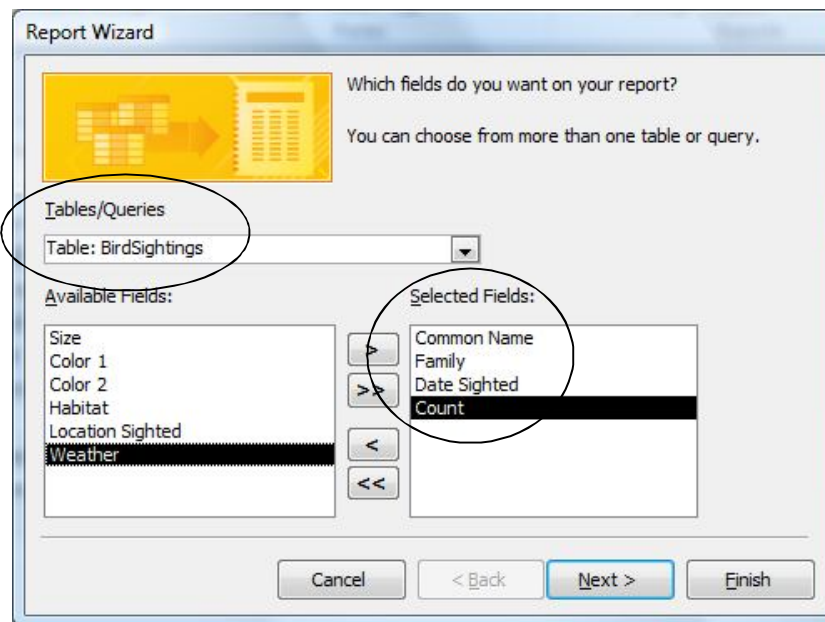 Report Wizard
Which fields do you want on your report?
You can choose from more than one table or query.
Tables/Queries
Table: BirdSightings
Available Fields:
Selected Fields:
Size
Color 1
Color 2
Habitat
Location Sighted
Weather
>
>>
<
<<
Common Name
Family
Date Sighted
Count
Cancel
< Back
Next >
Finish